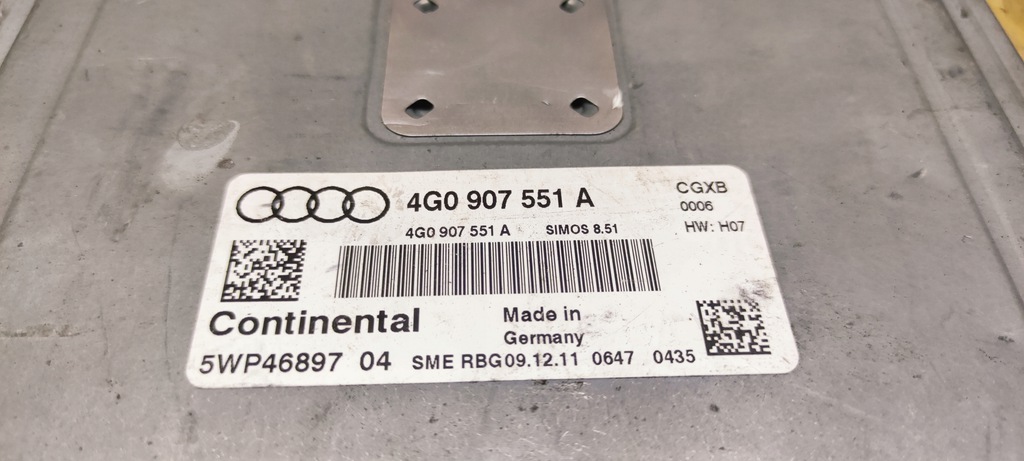 4G0 907 551 A
CGXB
0006
4G0 907 551 A SIMOS 8.51
HW: H07
Continental
Made in
Germany
5WP46897 04 SME RBG09.12.11 0647 0435